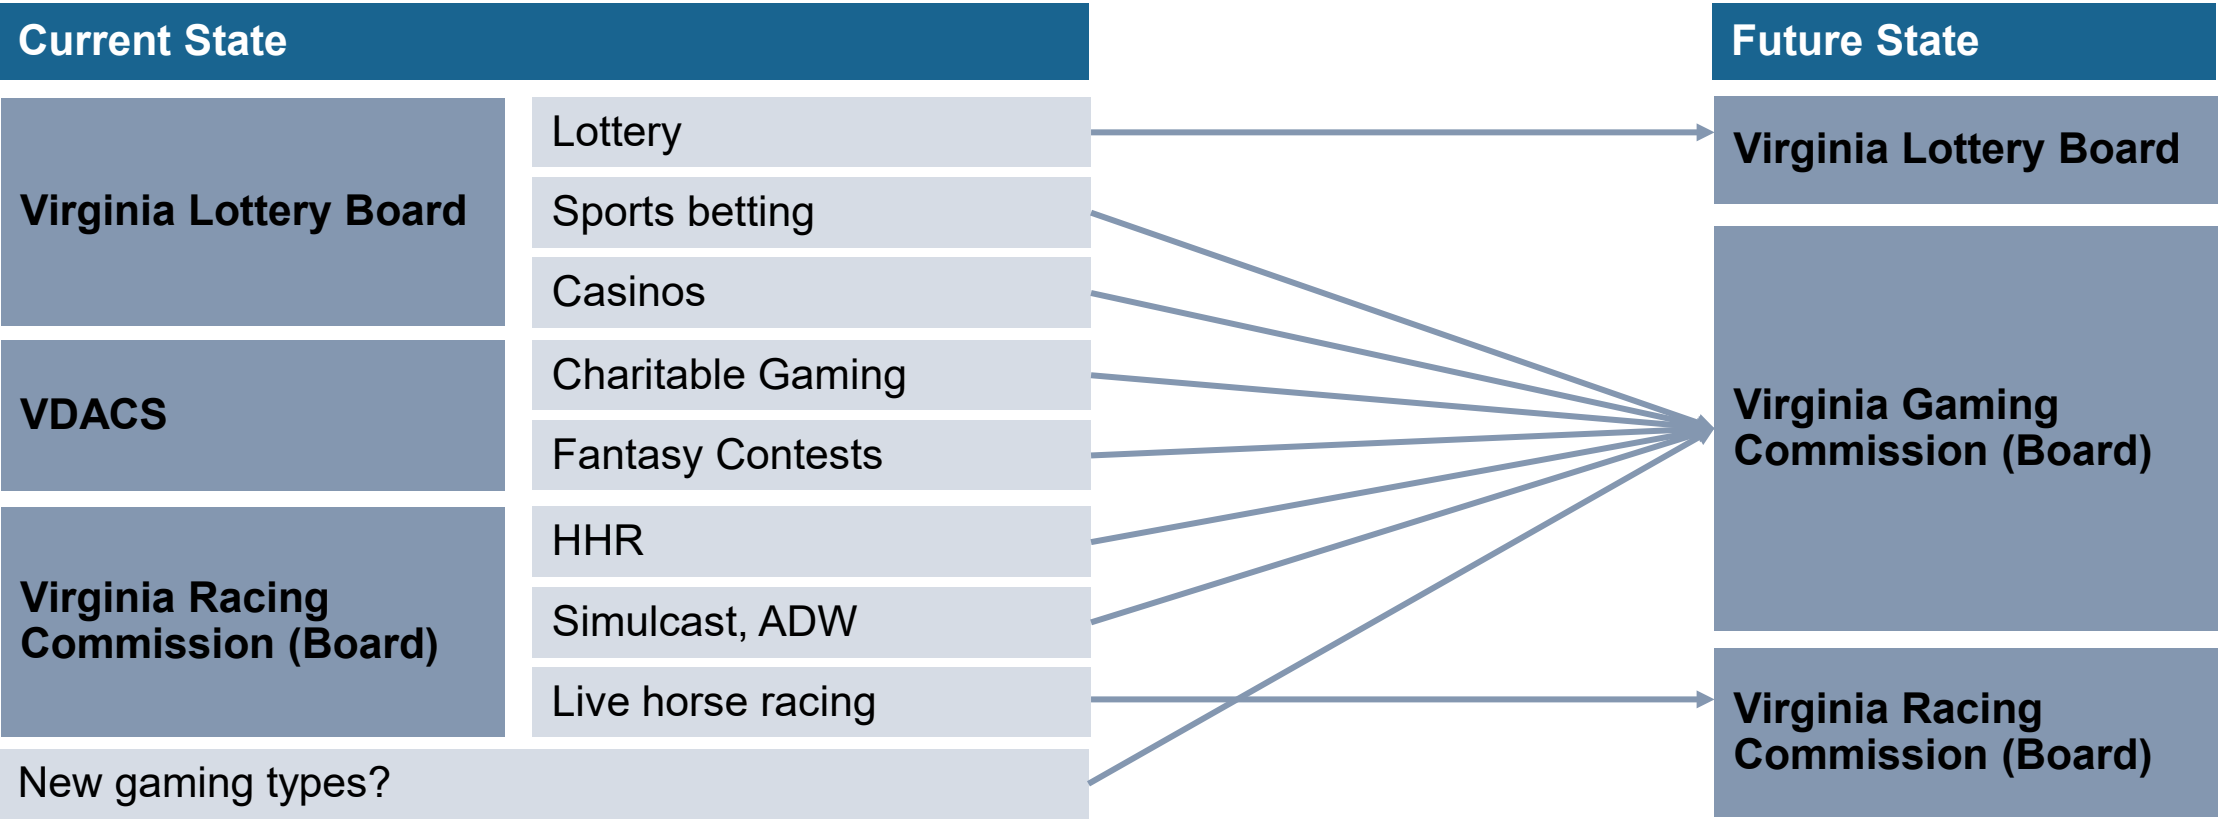 Current State
Future State
Virginia Lottery Board
Lottery
Sports betting
Casinos
VDACS
Charitable Gaming
Fantasy Contests
Virginia Racing
Commission (Board)
HHR
Simulcast, ADW
Live horse racing
New gaming types?
Virginia Lottery Board
Virginia Gaming
Commission (Board)
Virginia Racing
Commission (Board)